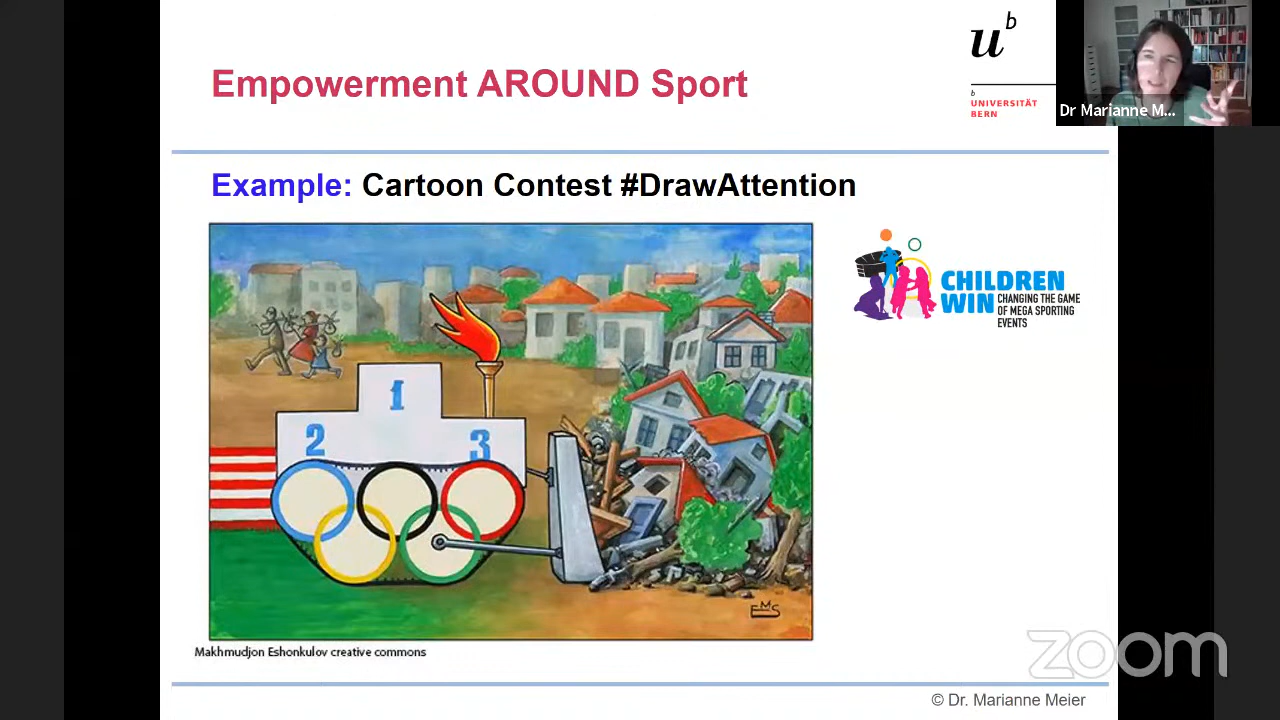 Empowerment AROUND Sport
u
b
b
UNIVERSITÄT
BERN
Dr Marianne M...
Example: Cartoon Contest #DrawAttention
1
2
3
EMS
CHILDREN
WIN
CHANGING THE GAME
OF MEGA SPORTING
EVENTS
Makhmudjon Eshonkulov creative commons
zoom
© Dr. Marianne Meier